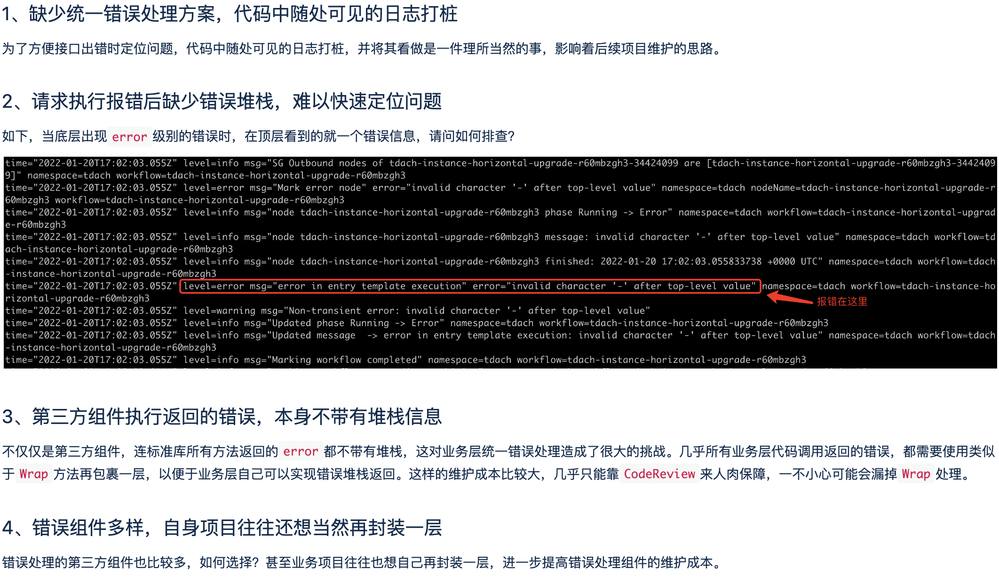 1、缺少统一错误处理方案，代码中随处可见的日志打桩
为了方便接口出错时定位问题，代码中随处可见的日志打桩，并将其看做是一件理所当然的事，影响着后续项目维护的思路。
2、请求执行报错后缺少错误堆栈，难以快速定位问题
如下，当底层出现 error 级别的错误时，在顶层看到的就一个错误信息，请问如何排查？
time="2022-01-20T17:02:03.055Z" level=info msg="SG Outbound nodes of tdach-instance-horizontal-upgrade-r60mbzgh3-34424099 are [tdach-instance-horizontal-upgrade-r60mbzgh3-3442409
9]" namespace=tdach workflow=tdach-instance-horizontal-upgrade-r60mbzgh3
time="2022-01-20T17:02:03.055Z" level=error msg="Mark error node" error="invalid character '-' after top-level value" namespace=tdach nodeName=tdach-instance-horizontal-upgrade-r
60mbzgh3 workflow=tdach-instance-horizontal-upgrade-r60mbzgh3
time="2022-01-20T17:02:03.055Z" level=info msg="node tdach-instance-horizontal-upgrade-r60mbzgh3 phase Running -> Error" namespace=tdach workflow=tdach-instance-horizontal-upgrad
e-r60mbzgh3
time="2022-01-20T17:02:03.055Z" level=info msg="node tdach-instance-horizontal-upgrade-r60mbzgh3 message: invalid character '-' after top-level value" namespace=tdach workflow=td
ach-instance-horizontal-upgrade-r60mbzgh3
time="2022-01-20T17:02:03.055Z" level=info msg="node tdach-instance-horizontal-upgrade-r60mbzgh3 finished: 2022-01-20 17:02:03.055833738 +0000 UTC" namespace=tdach workflow=tdach
-instance-horizontal-upgrade-r60mbzgh3
time="2022-01-20T17:02:03.055Z" level=error msg="error in entry template execution" error="invalid character '-' after top-level value" namespace=tdach workflow=tdach-instance-ho
rizontal-upgrade-r60mbzgh3
报错在这里
time="2022-01-20T17:02:03.055Z" level=warning msg="Non-transient error: invalid character '-' after top-level value"
time="2022-01-20T17:02:03.055Z" level=info msg="Updated phase Running -> Error" namespace=tdach workflow=tdach-instance-horizontal-upgrade-r60mbzgh3
time="2022-01-20T17:02:03.055Z" level=info msg="Updated message  -> error in entry template execution: invalid character '-' after top-level value" namespace=tdach workflow=tdach
-instance-horizontal-upgrade-r60mbzgh3
time="2022-01-20T17:02:03.055Z" level=info msg="Marking workflow completed" namespace=tdach workflow=tdach-instance-horizontal-upgrade-r60mbzgh3
3、第三方组件执行返回的错误，本身不带有堆栈信息
不仅仅是第三方组件，连标准库所有方法返回的 error 都不带有堆栈，这对业务层统一错误处理造成了很大的挑战。几乎所有业务层代码调用返回的错误，都需要使用类似
于 Wrap 方法再包裹一层，以便于业务层自己可以实现错误堆栈返回。这样的维护成本比较大，几乎只能靠 CodeReview 来人肉保障，一不小心可能会漏掉 Wrap 处理。
4、错误组件多样，自身项目往往还想当然再封装一层
错误处理的第三方组件也比较多，如何选择？甚至业务项目往往也想自己再封装一层，进一步提高错误处理组件的维护成本。